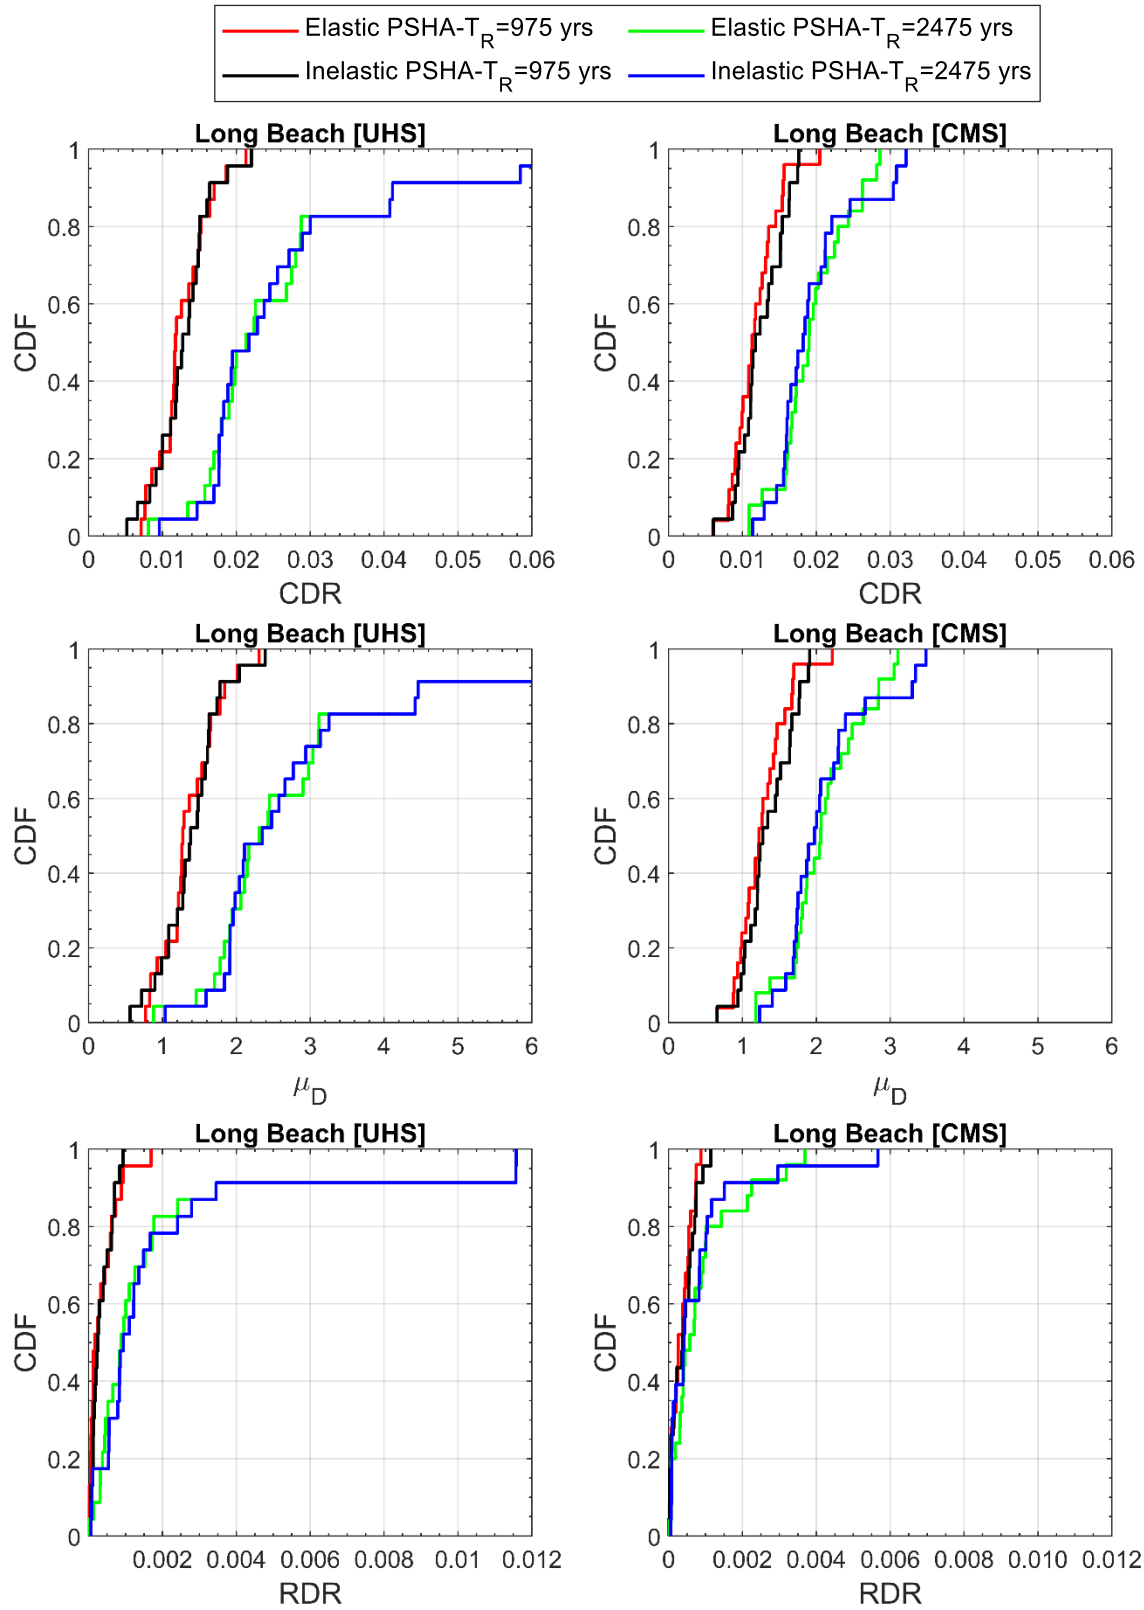 Elastic PSHA-T_R=975 yrs
Elastic PSHA-T_R=2475 yrs
Inelastic PSHA-T_R=975 yrs
Inelastic PSHA-T_R=2475 yrs
Long Beach [UHS]
1
0.8
0.6
0.4
0.2
0
CDF
0 0.01 0.02 0.03 0.04 0.05 0.06
CDR
Long Beach [CMS]
1
0.8
0.6
0.4
0.2
0
CDF
0 0.01 0.02 0.03 0.04 0.05 0.06
CDR
Long Beach [UHS]
1
0.8
0.6
0.4
0.2
0
CDF
0 1 2 3 4 5 6
μ_D
Long Beach [CMS]
1
0.8
0.6
0.4
0.2
0
CDF
0 1 2 3 4 5 6
μ_D
Long Beach [UHS]
1
0.8
0.6
0.4
0.2
0
CDF
0 0.002 0.004 0.006 0.008 0.010 0.012
RDR
Long Beach [CMS]
1
0.8
0.6
0.4
0.2
0
CDF
0 0.002 0.004 0.006 0.008 0.010 0.012
RDR